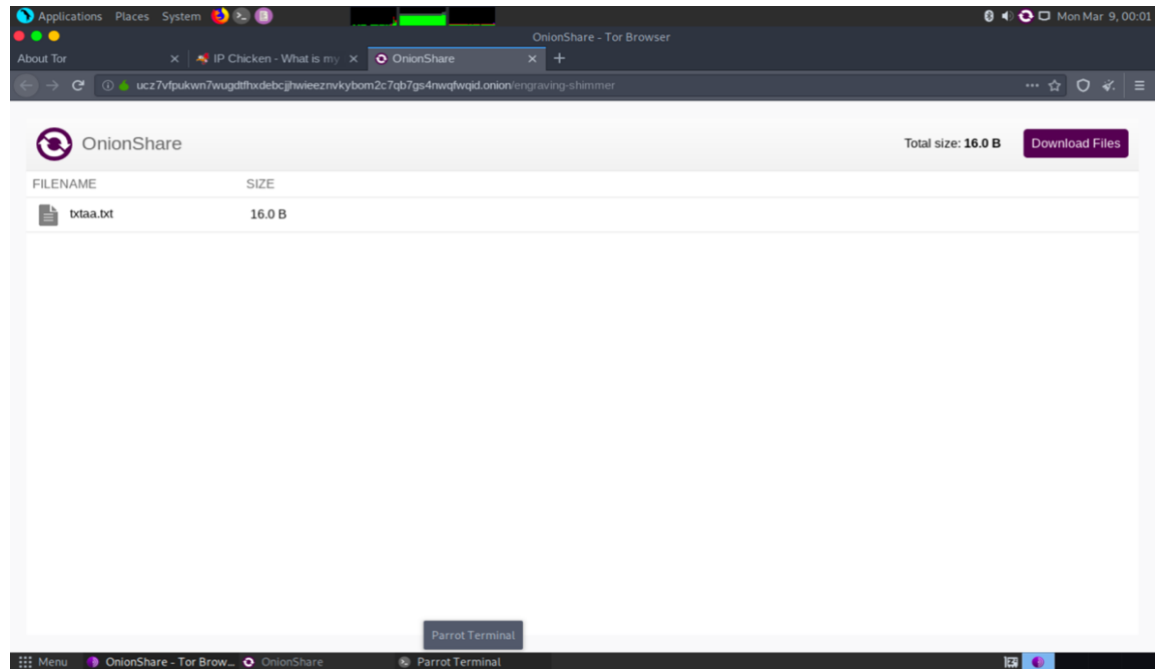 Applications Places System Mon Mar 9, 00:01
OnionShare - Tor Browser
About Tor IP Chicken - What is my OnionShare
ucz7vfpukwn7wugdtfhxdebcjjhwieeznvkybom2c7qb7gs4nwqfwqid.onion/engraving-shimmer
OnionShare Total size: 16.0 B Download Files
FILENAME SIZE
txtaa.txt 16.0 B
Parrot Terminal
Menu OnionShare - Tor Brow... OnionShare Parrot Terminal